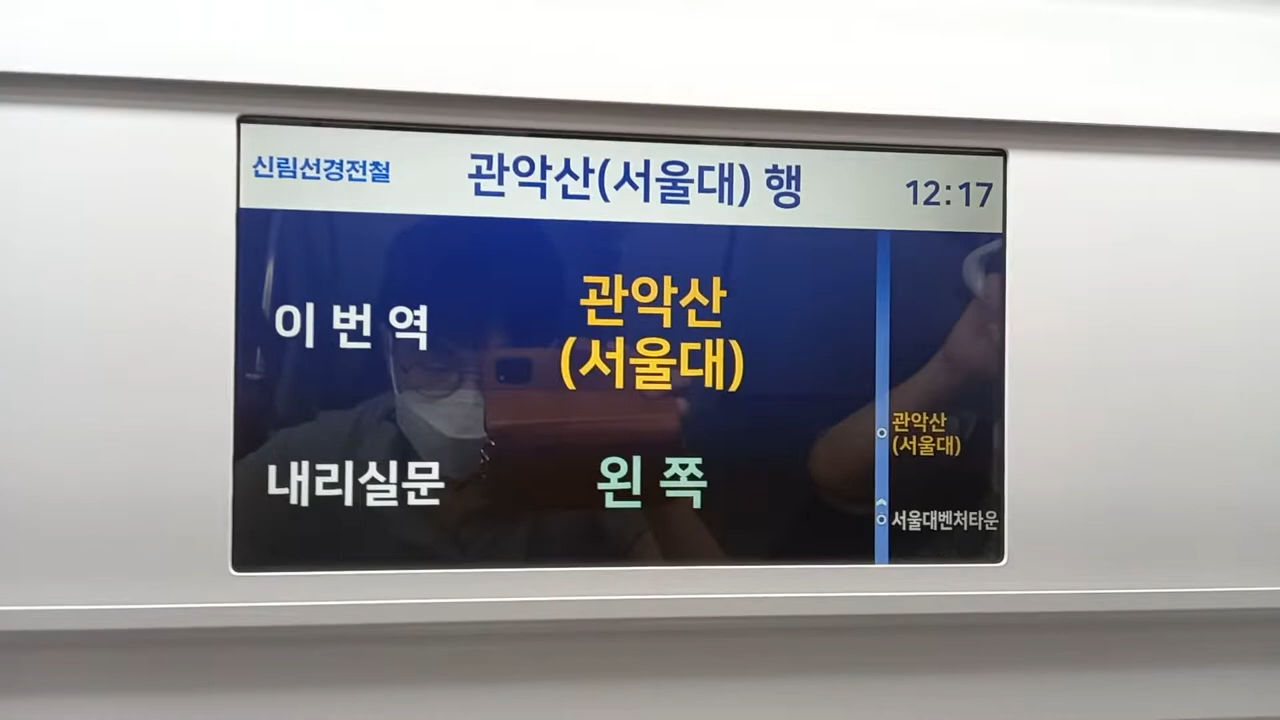 신림선경전철
관악산(서울대) 행
12:17
이번역
관악산
(서울대)
내리실문
왼쪽
관악산
(서울대)
서울대벤처타운